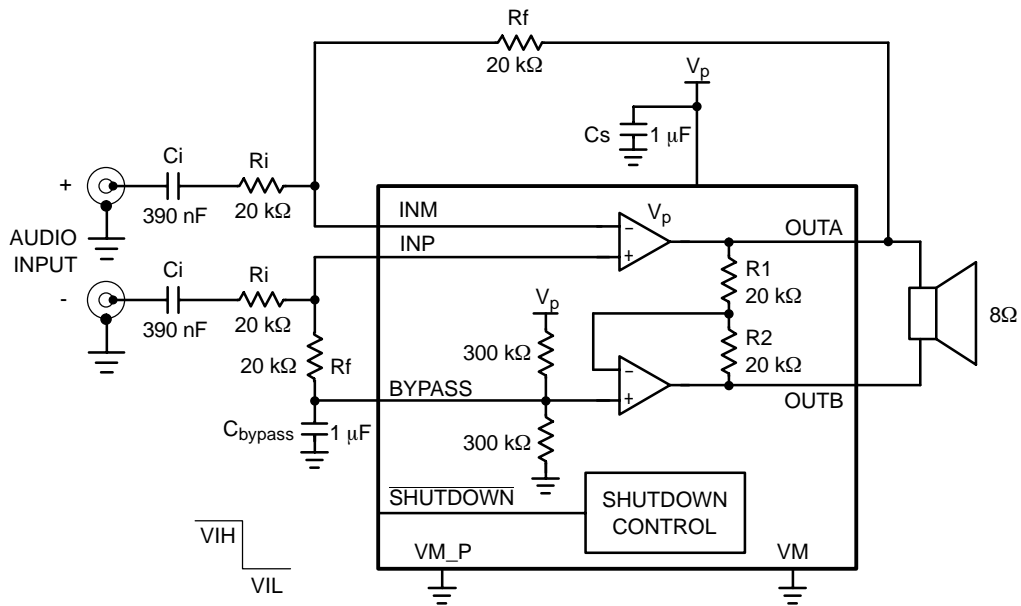 Rf
20 kΩ
Vp
Cs
1 μF
Ci
Ri
+
390 nF
20 kΩ
AUDIO
INPUT
INM
INP
Vp
−
+
OUTA
R1
20 kΩ
Ci
Ri
-
390 nF
20 kΩ
Vp
8Ω
R2
20 kΩ
20 kΩ
Rf
300 kΩ
BYPASS
−
+
OUTB
Cbypass
1 μF
300 kΩ
SHUTDOWN
SHUTDOWN
CONTROL
VIH
VIL
VM_P
VM